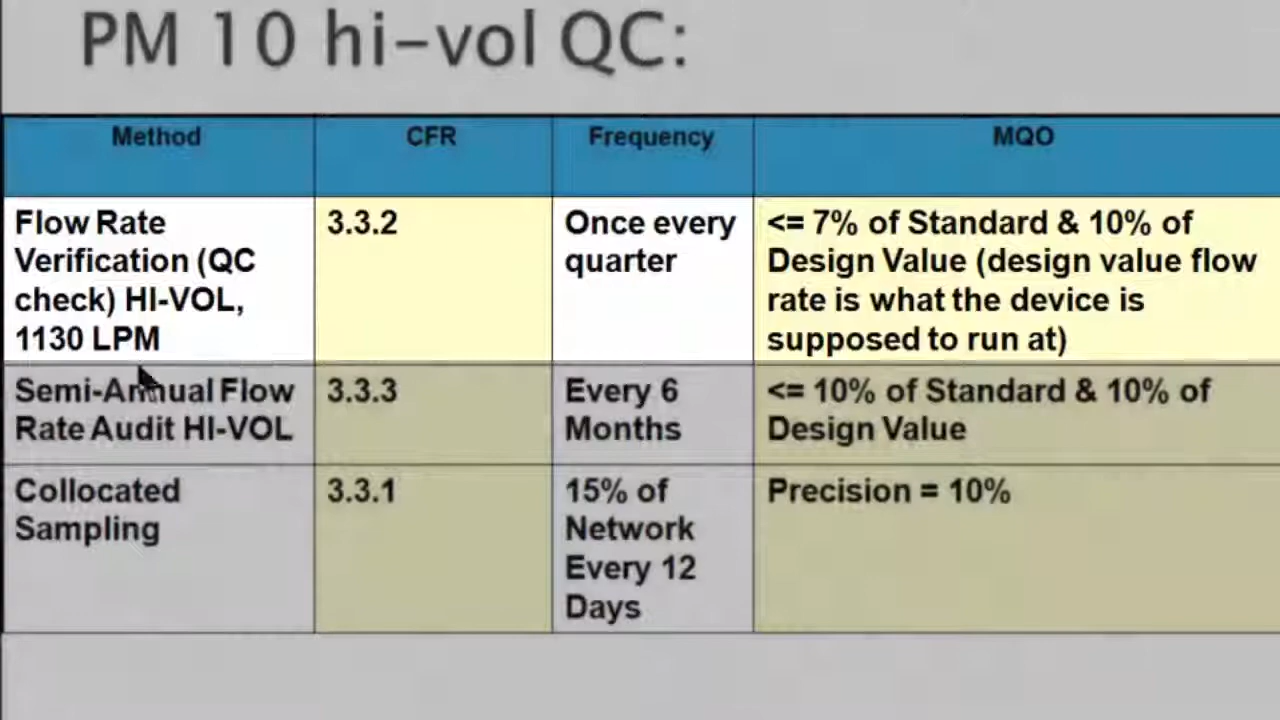 PM 10 hi-vol QC:
Method CFR Frequency MQO
Flow Rate
Verification (QC
check) HI-VOL,
1130 LPM
3.3.2
Once every
quarter
<= 7% of Standard & 10% of
Design Value (design value flow
rate is what the device is
supposed to run at)
Semi-Annual Flow
Rate Audit HI-VOL
3.3.3
Every 6
Months
<= 10% of Standard & 10% of
Design Value
Collocated
Sampling
3.3.1
15% of
Network
Every 12
Days
Precision = 10%